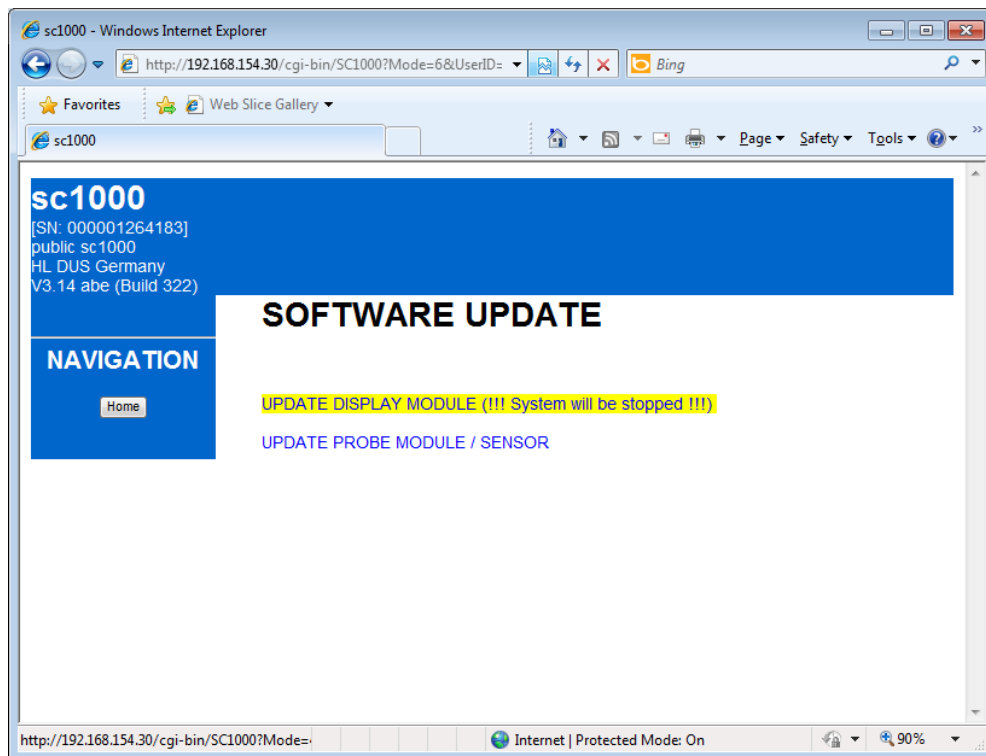 sc1000 - Windows Internet Explorer
http://192.168.154.30/cgi-bin/SC1000?Mode=6&UserID=
Bing
Favorites
Web Slice Gallery
sc1000
Page
Safety
Tools
»
sc1000
[SN: 000001264183]
public sc1000
HL DUS Germany
V3.14 abe (Build 322)
SOFTWARE UPDATE
NAVIGATION
Home
UPDATE DISPLAY MODULE (!!! System will be stopped !!!)
UPDATE PROBE MODULE / SENSOR
http://192.168.154.30/cgi-bin/SC1000?Mode=
Internet | Protected Mode: On
90%